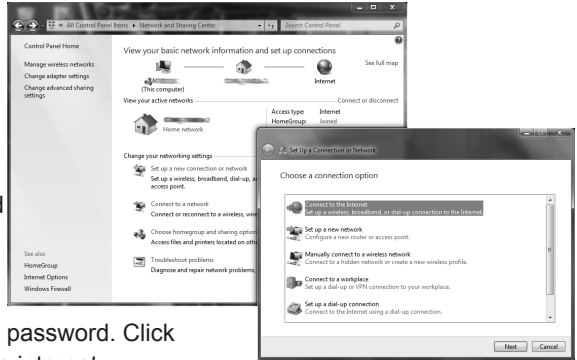 « All Control Panel Items ▸ Network and Sharing Center
Search Control Panel
Control Panel Home
Manage wireless networks
Change adapter settings
Change advanced sharing
settings
See also
HomeGroup
Internet Options
Windows Firewall
View your basic network information and set up connections
See full map
(This computer)
Internet
View your active networks
Connect or disconnect
Home network
Access type: Internet
HomeGroup: Joined
Change your networking settings
Set up a new connection or network
Set up a wireless, broadband, dial-up,
access point.
Connect to a network
Connect or reconnect to a wireless,
Choose homegroup and sharing
Access files and printers located on
Troubleshoot problems
Diagnose and repair network problems,
Set Up a Connection or Network
Choose a connection option
Connect to the Internet
Set up a wireless, broadband, or dial-up connection to the Internet.
Set up a new network
Configure a new router or access point.
Manually connect to a wireless network
Connect to a hidden network or create a new wireless profile.
Connect to a workplace
Set up a dial-up or VPN connection to your workplace.
Set up a dial-up connection
Connect to the Internet using a dial-up connection.
Next
Cancel
password. Click